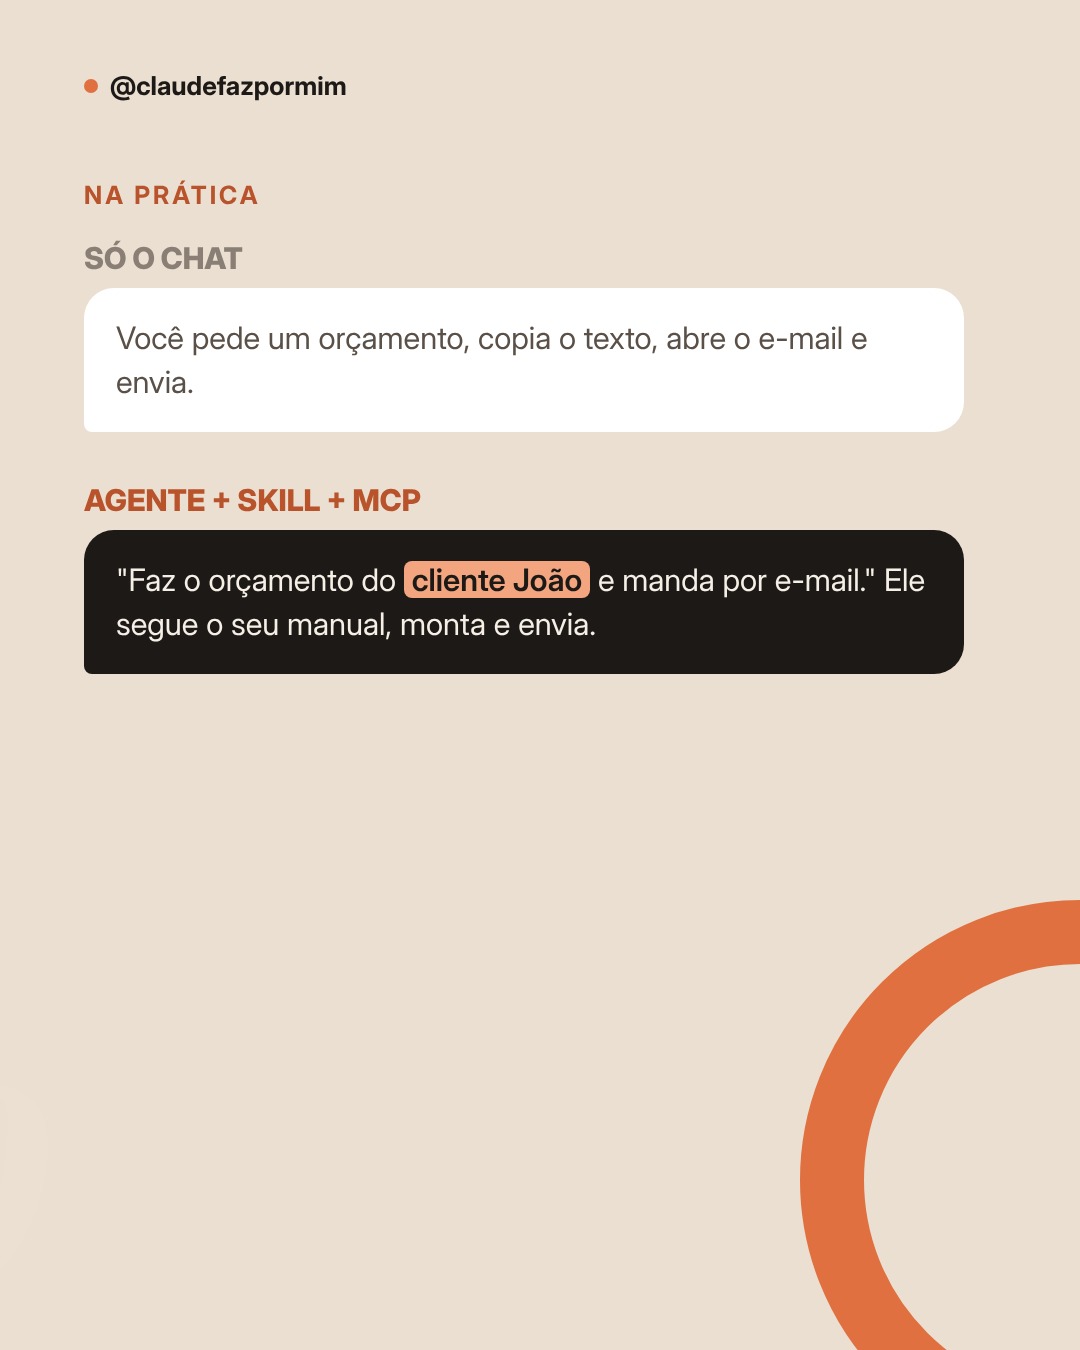 @claudefazpormim
NA PRÁTICA
SÓ O CHAT
Você pede um orçamento, copia o texto, abre o e-mail e
envia.
AGENTE + SKILL + MCP
"Faz o orçamento do cliente João e manda por e-mail." Ele
segue o seu manual, monta e envia.